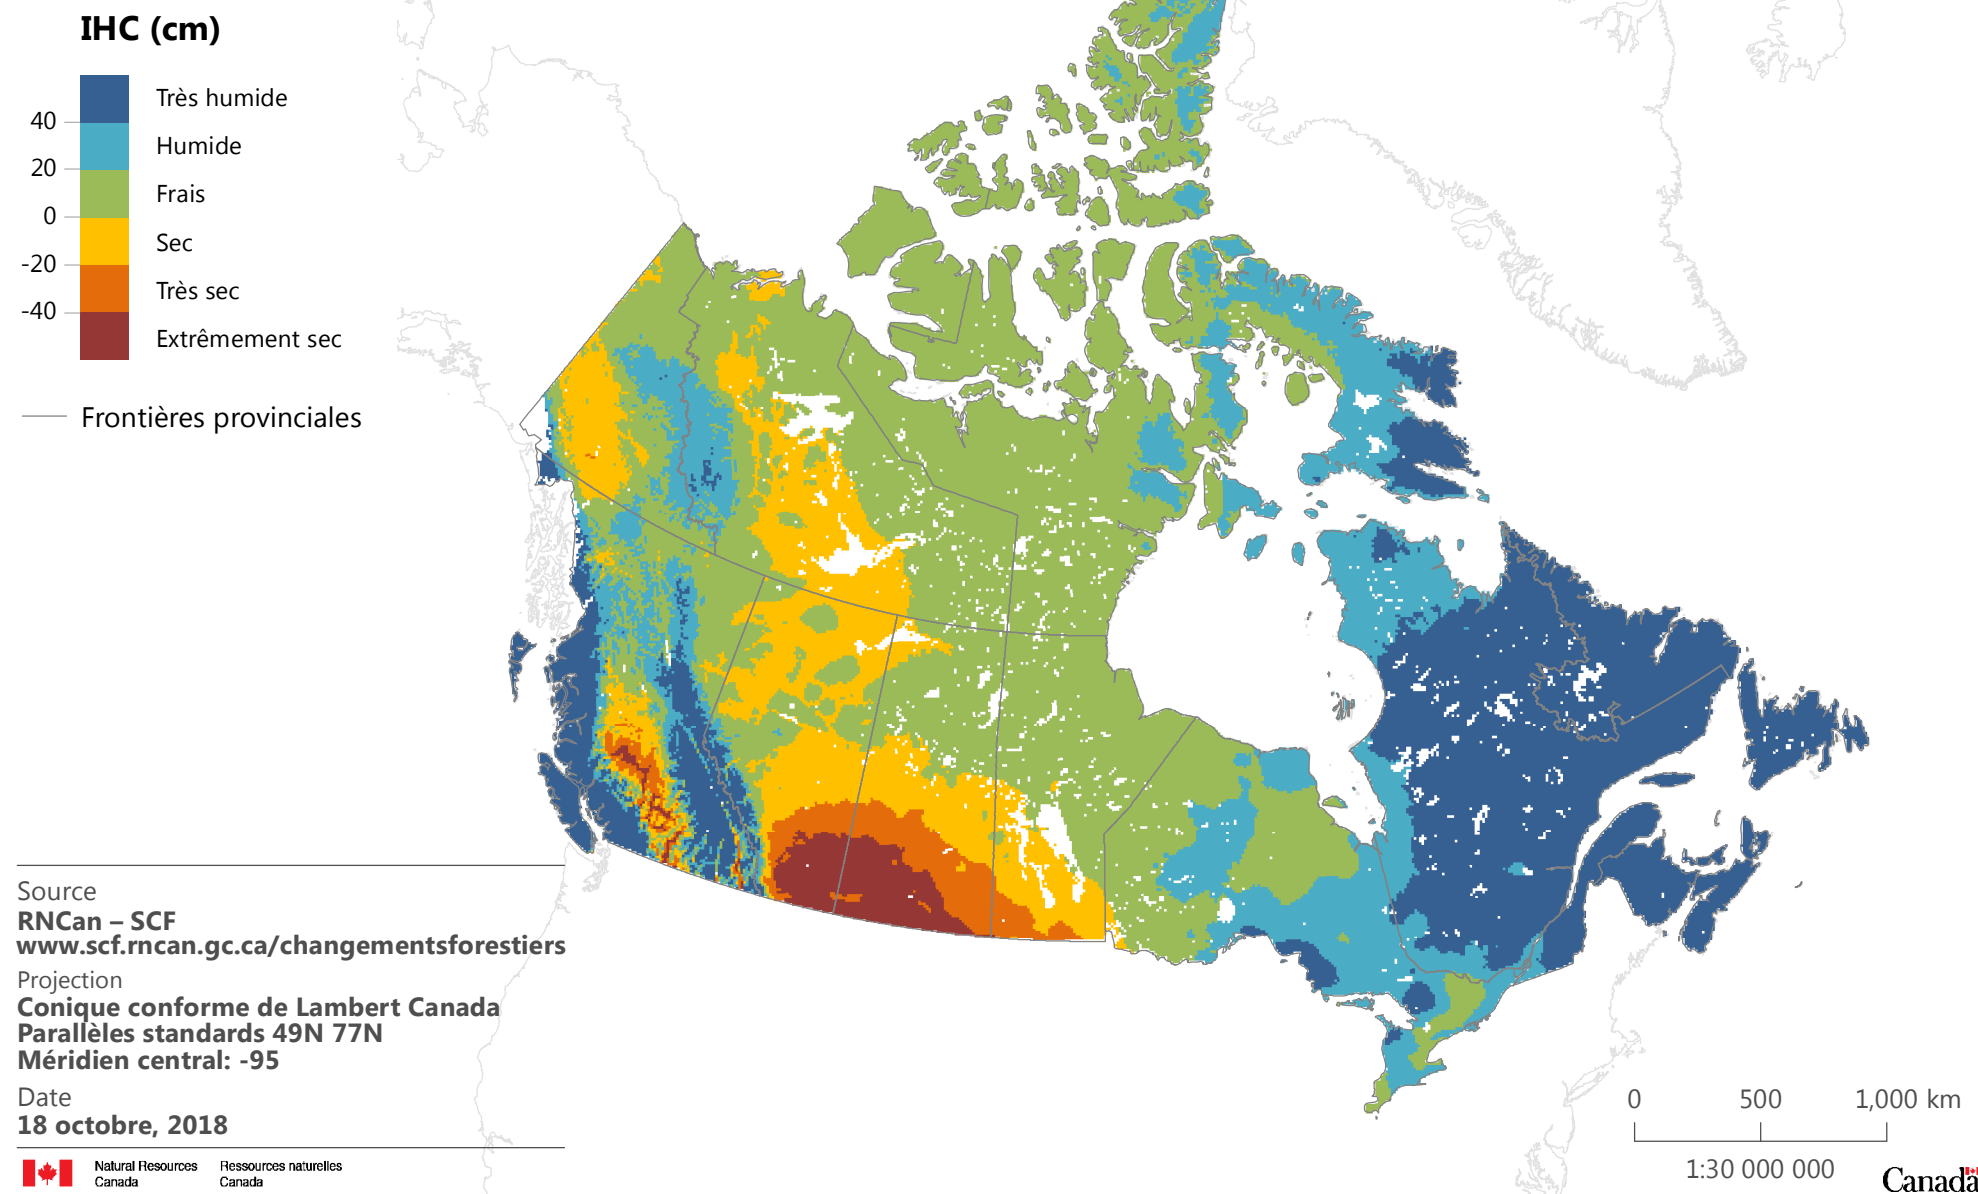 IHC (cm)
Très humide
40
Humide
20
Frais
0
Sec
-20
Très sec
-40
Extrêmement sec
Frontières provinciales
Source
RNCan – SCF
www.scf.rncan.gc.ca/changementsforestiers
Projection
Conique conforme de Lambert Canada
Parallèles standards 49N 77N
Méridien central: -95
Date
18 octobre, 2018
Natural Resources Ressources naturelles
Canada Canada
0 500 1,000 km
1:30 000 000
Canada